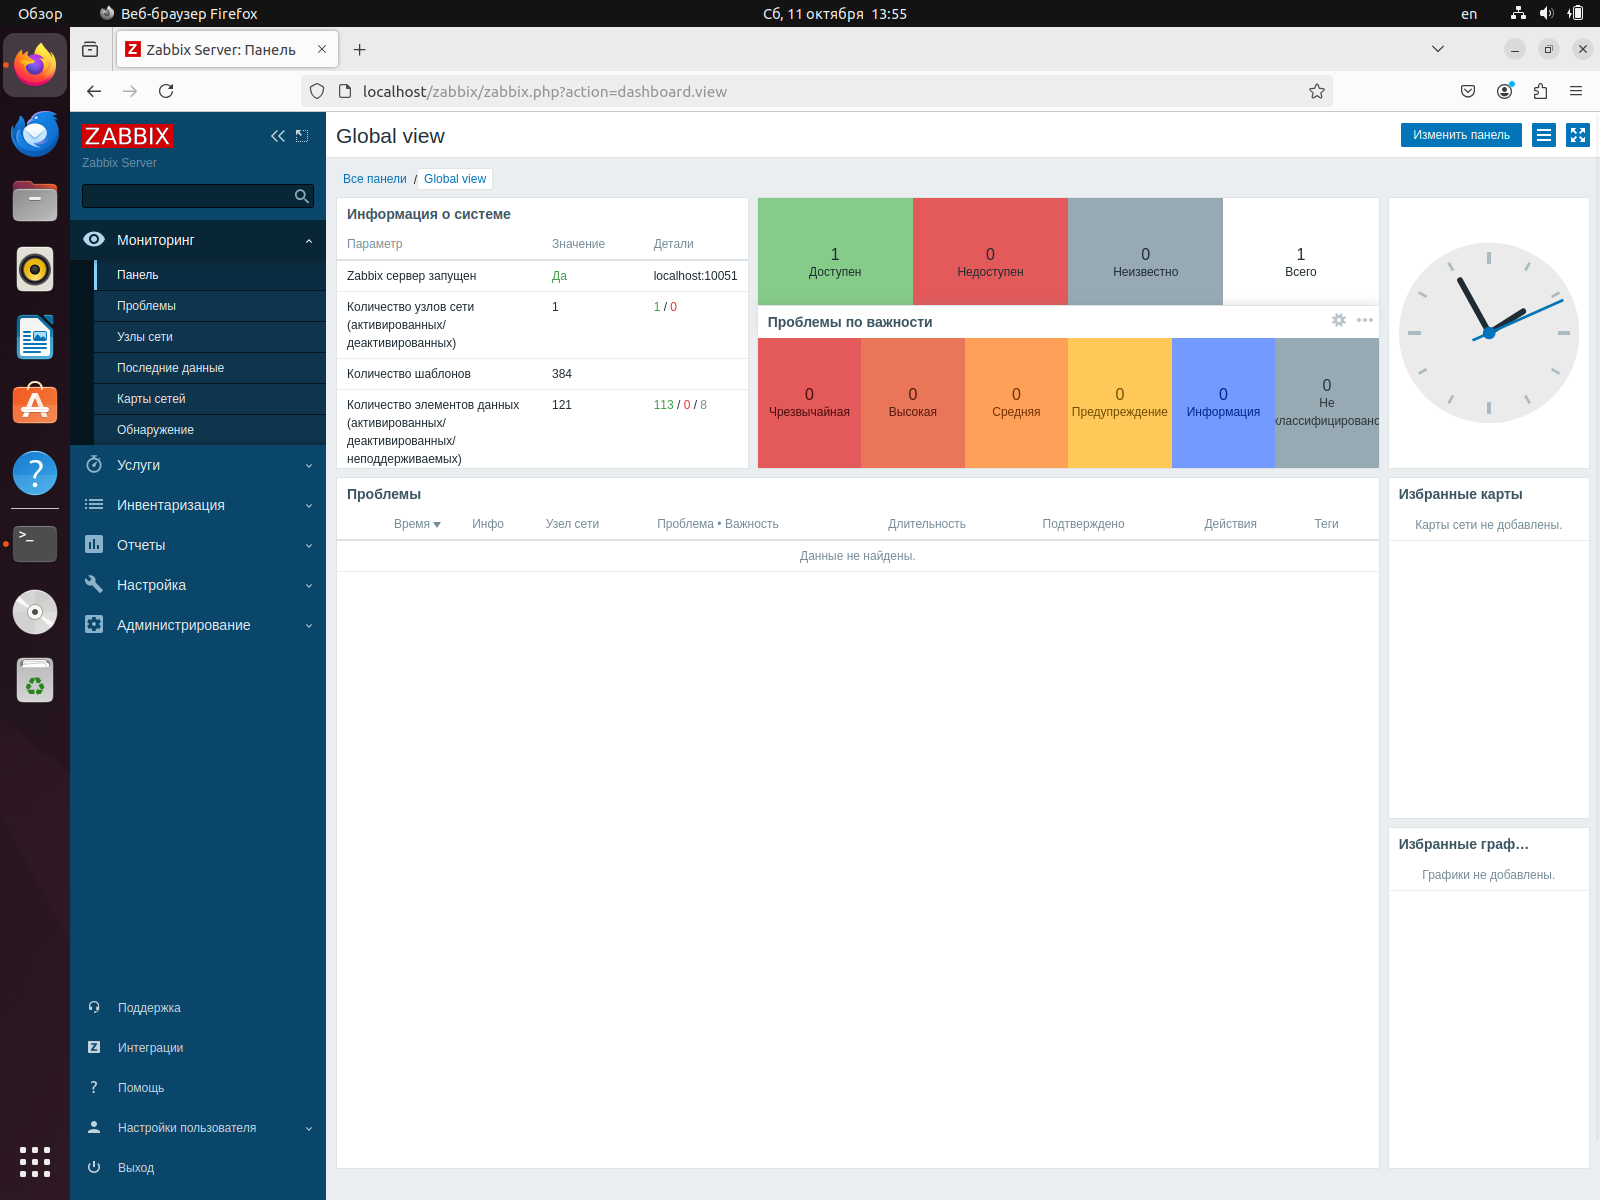 Обзор
Веб-браузер Firefox
Сб, 11 октября 13:55
en
Zabbix Server: Панель
localhost/zabbix/zabbix.php?action=dashboard.view
ZABBIX
Zabbix Server
Мониторинг
Панель
Проблемы
Узлы сети
Последние данные
Карты сетей
Обнаружение
Услуги
Инвентаризация
Отчеты
Настройка
Администрирование
Поддержка
Интеграции
Помощь
Настройки пользователя
Выход
Global view
Изменить панель
Все панели / Global view
Информация о системе
Параметр Значение Детали
Zabbix сервер запущен Да localhost:10051
Количество узлов сети 1 1 / 0
(активированных/
деактивированных)
Количество шаблонов 384
Количество элементов данных 121 113 / 0 / 8
(активированных/
деактивированных/
неподдерживаемых)
1 0 0 1
Доступен Недоступен Неизвестно Всего
Проблемы по важности
0
Чрезвычайная
0
Высокая
0
Средняя
0
Предупреждение
0
Информация
0
Не
классифицировано
Проблемы
Время Инфо Узел сети Проблема • Важность Длительность Подтверждено Действия Теги
Данные не найдены.
Избранные карты
Карты сети не добавлены.
Избранные граф…
Графики не добавлены.